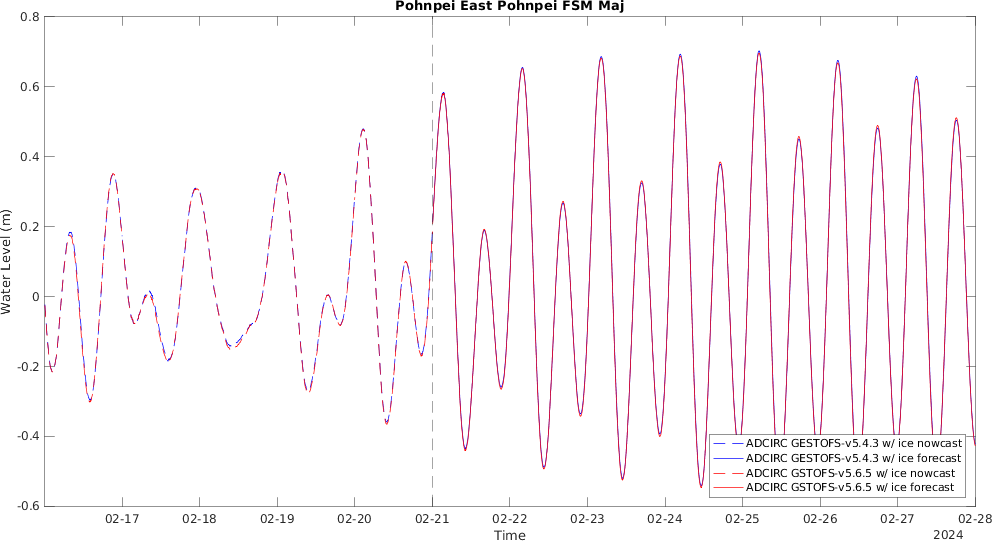 Pohnpei East Pohnpei FSM Maj
0.8
0.6
0.4
0.2
0
-0.2
-0.4
-0.6
Water Level (m)
ADCIRC GESTOFS-v5.4.3 w/ ice nowcast
ADCIRC GESTOFS-v5.4.3 w/ ice forecast
ADCIRC GSTOFS-v5.6.5 w/ ice nowcast
ADCIRC GSTOFS-v5.6.5 w/ ice forecast
02-17 02-18 02-19 02-20 02-21 02-22 02-23 02-24 02-25 02-26 02-27 02-28
Time
2024